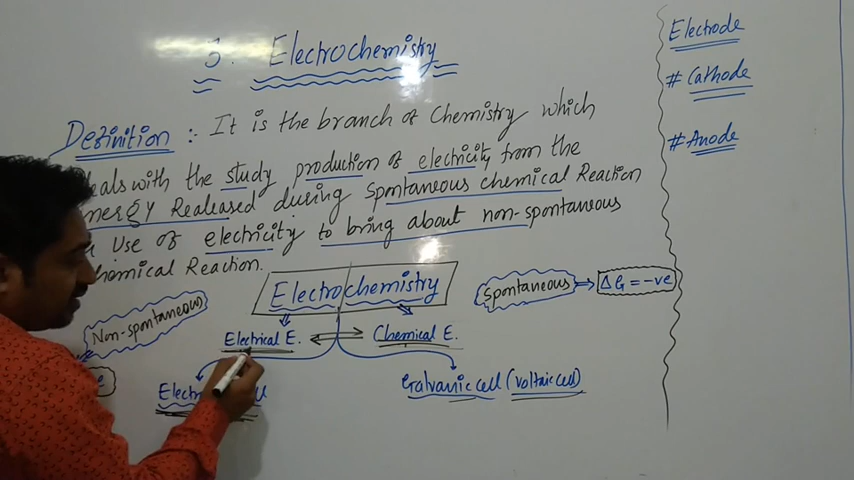 3. Electrochemistry
Definition :- It is the branch of Chemistry which
deals with the study production of electricity from the
energy Realeased during Spontaneous chemical Reaction
use of electricity to bring about non-spontaneous
chemical Reaction.
Electrochemistry
Spontaneous ⇒ ΔG = -ve
Non-spontaneous
Electrical E. ⇌ Chemical E.
Galvanic cell (voltaic cell)
Electrode
# Cathode
# Anode